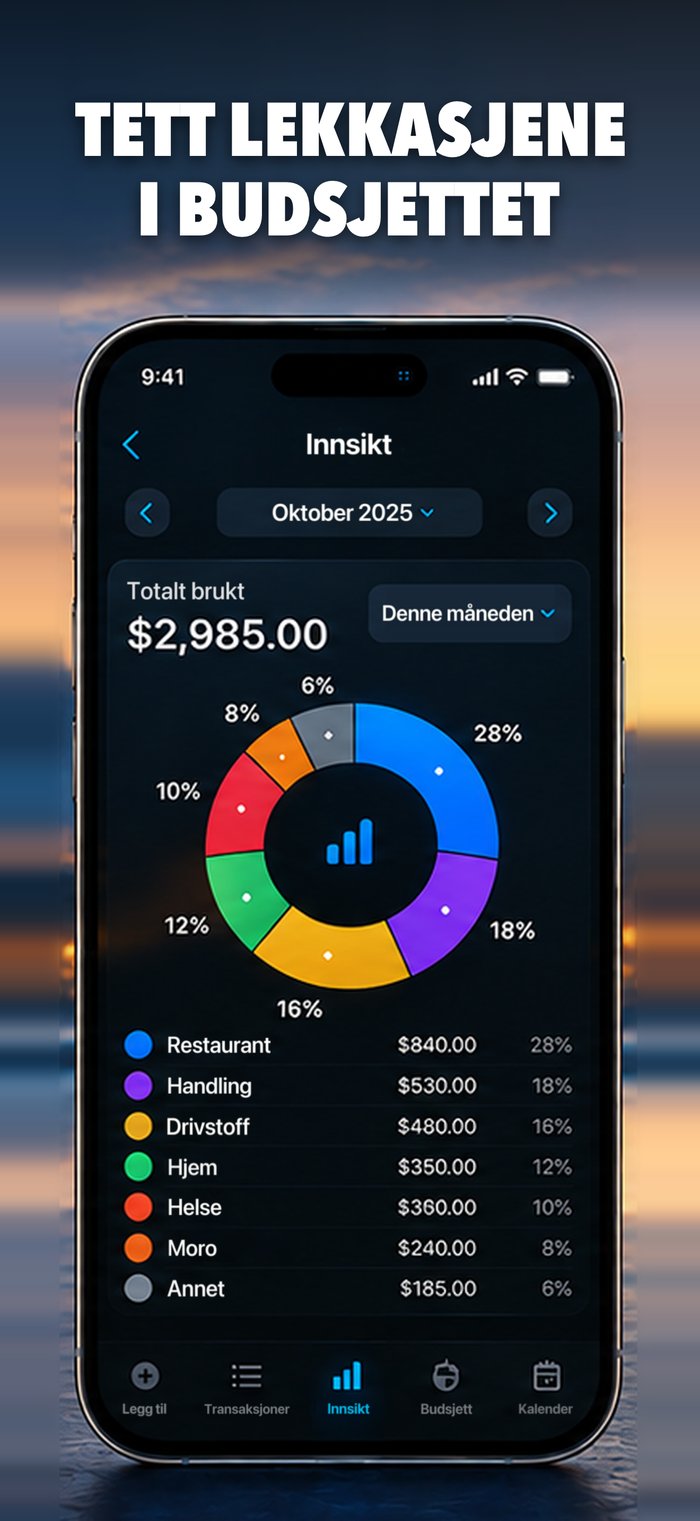 TETT LEKKASJENE
I BUDSJETTET
9:41
Innsikt
Oktober 2025
Totalt brukt
$2,985.00
Denne måneden
6%
8%
28%
10%
12%
18%
16%
Restaurant $840.00 28%
Handling $530.00 18%
Drivstoff $480.00 16%
Hjem $350.00 12%
Helse $360.00 10%
Moro $240.00 8%
Annet $185.00 6%
Legg til Transaksjoner Innsikt Budsjett Kalender